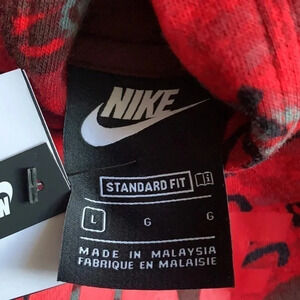 NIKE
STANDARD FIT
L G G
MADE IN MALAYSIA
FABRIQUE EN MALAISIE